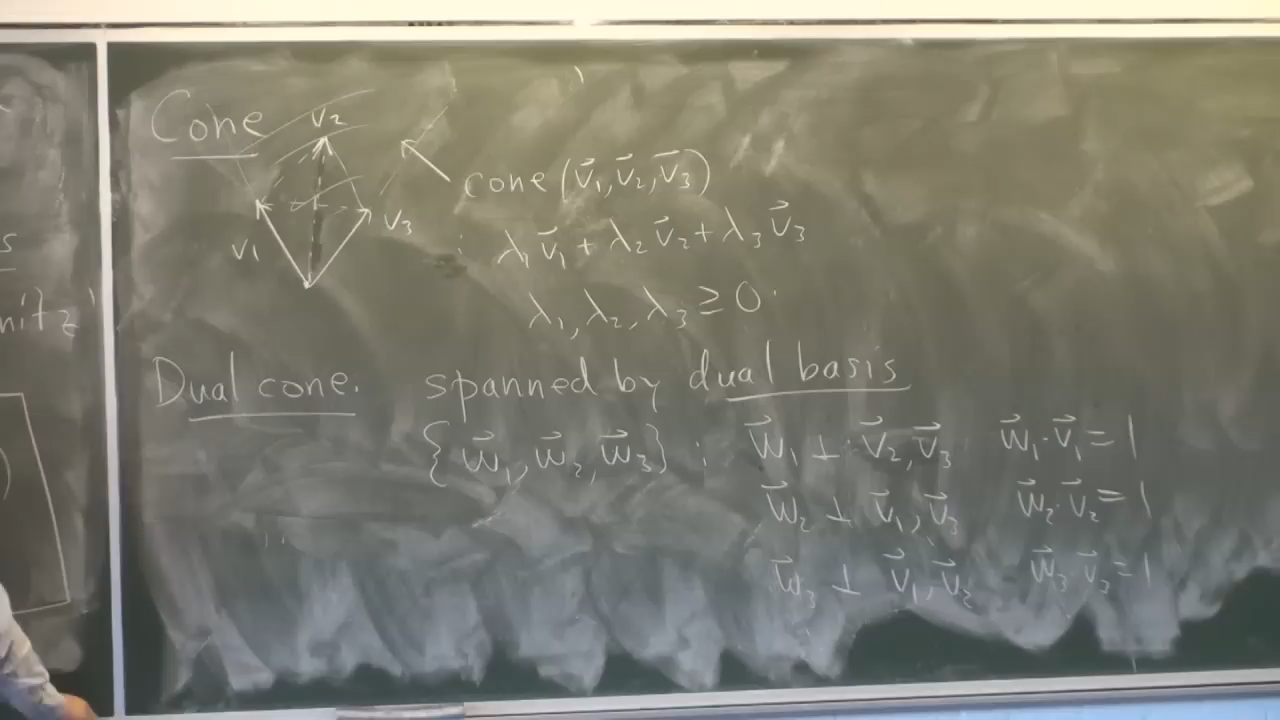 s
nitz
Cone
v₂
v₁
v₃
cone (v⃗₁, v⃗₂, v⃗₃)
: λ₁v⃗₁ + λ₂v⃗₂ + λ₃v⃗₃
λ₁, λ₂, λ₃ ≥ 0.
Dual cone. spanned by dual basis
{w⃗₁, w⃗₂, w⃗₃} : w⃗₁ ⊥ v⃗₂, v⃗₃ w⃗₁·v⃗₁ = 1
w⃗₂ ⊥ v⃗₁, v⃗₃ w⃗₂·v⃗₂ = 1
w⃗₃ ⊥ v⃗₁, v⃗₂ w⃗₃·v⃗₃ = 1